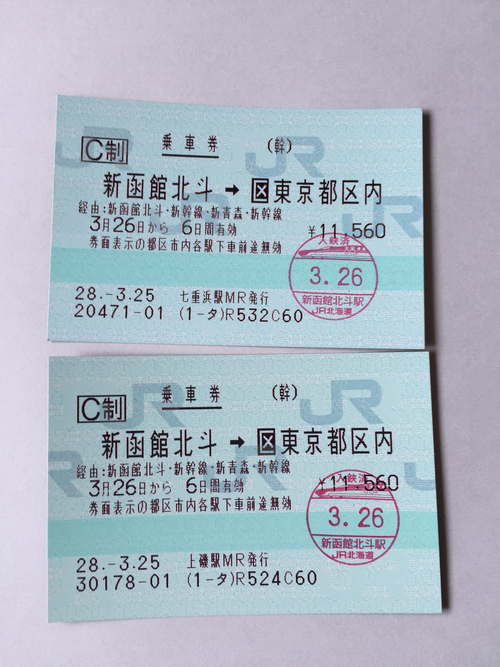 C制 乗車券 (幹)
新函館北斗 → 区東京都区内
経由:新函館北斗・新幹線・新青森・新幹線
3月26日から 6日間有効 ¥11,560
券面表示の都区市内各駅下車前途無効
入鋏済
3.26
新函館北斗駅
JR北海道
28.-3.25 七重浜駅MR発行
20471-01 (1-タ)R532C60
C制 乗車券 (幹)
新函館北斗 → 区東京都区内
経由:新函館北斗・新幹線・新青森・新幹線
3月26日から 6日間有効 ¥11,560
券面表示の都区市内各駅下車前途無効
入鋏済
3.26
新函館北斗駅
JR北海道
28.-3.25 上磯駅MR発行
30178-01 (1-タ)R524C60